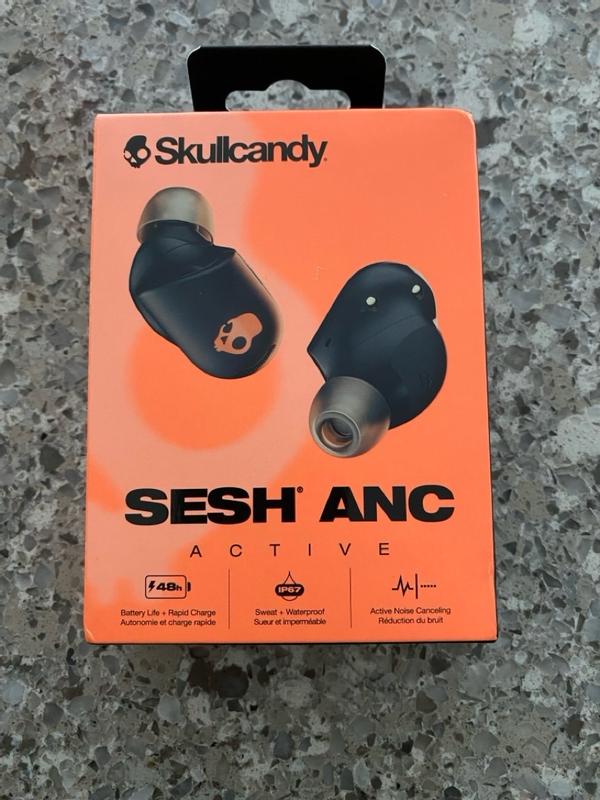 Skullcandy
SESH® ANC
ACTIVE
48h
Battery Life + Rapid Charge
Autonomie et charge rapide
IP67
Sweat + Waterproof
Sueur et imperméable
Active Noise Canceling
Réduction du bruit